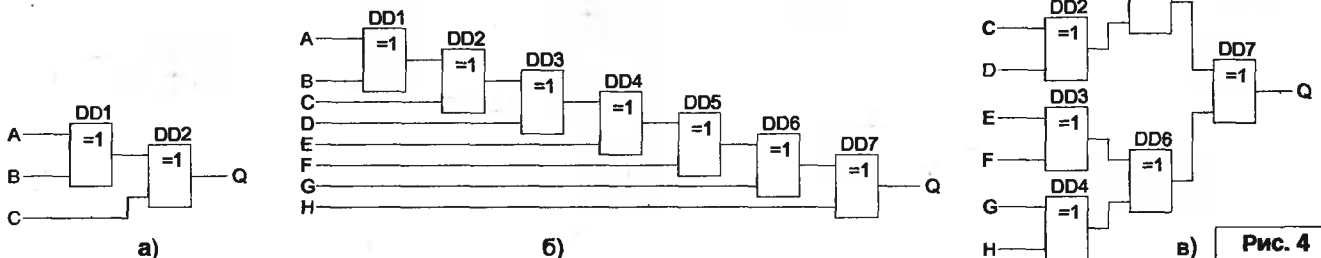 A
B
C
DD1
=1
DD2
=1
Q
а)
A
B
C
D
E
F
G
H
DD1
=1
DD2
=1
DD3
=1
DD4
=1
DD5
=1
DD6
=1
DD7
=1
Q
б)
C
D
E
F
G
H
DD2
=1
DD3
=1
DD4
=1
DD6
=1
DD7
=1
Q
в)
Рис. 4